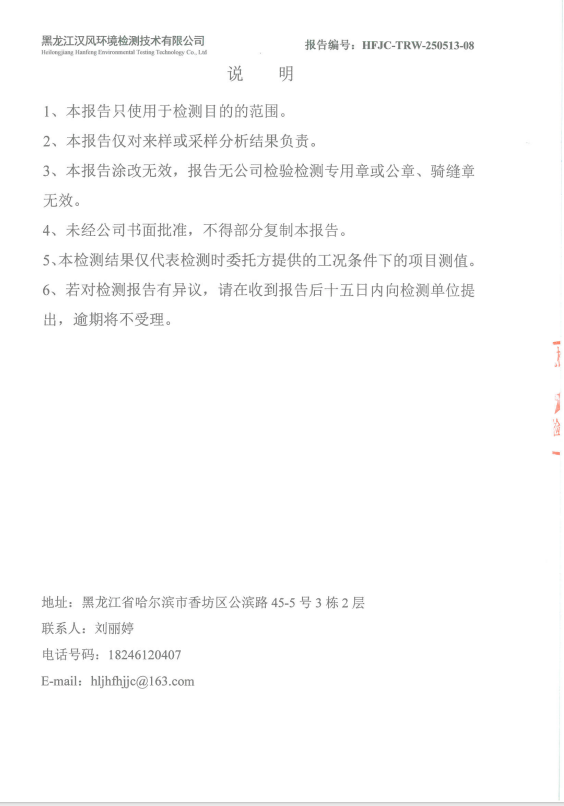 黑龙江汉风环境检测技术有限公司
Heilongjiang Hanfeng Environmental Testing Technology Co., Ltd
报告编号：HFJC-TRW-250513-08
说 明
1、本报告只使用于检测目的的范围。
2、本报告仅对来样或采样分析结果负责。
3、本报告涂改无效，报告无公司检验检测专用章或公章、骑缝章
无效。
4、未经公司书面批准，不得部分复制本报告。
5、本检测结果仅代表检测时委托方提供的工况条件下的项目测值。
6、若对检测报告有异议，请在收到报告后十五日内向检测单位提
出，逾期将不受理。
地址：黑龙江省哈尔滨市香坊区公滨路 45-5 号 3 栋 2 层
联系人：刘丽婷
电话号码：18246120407
E-mail：hljhfhjjc@163.com